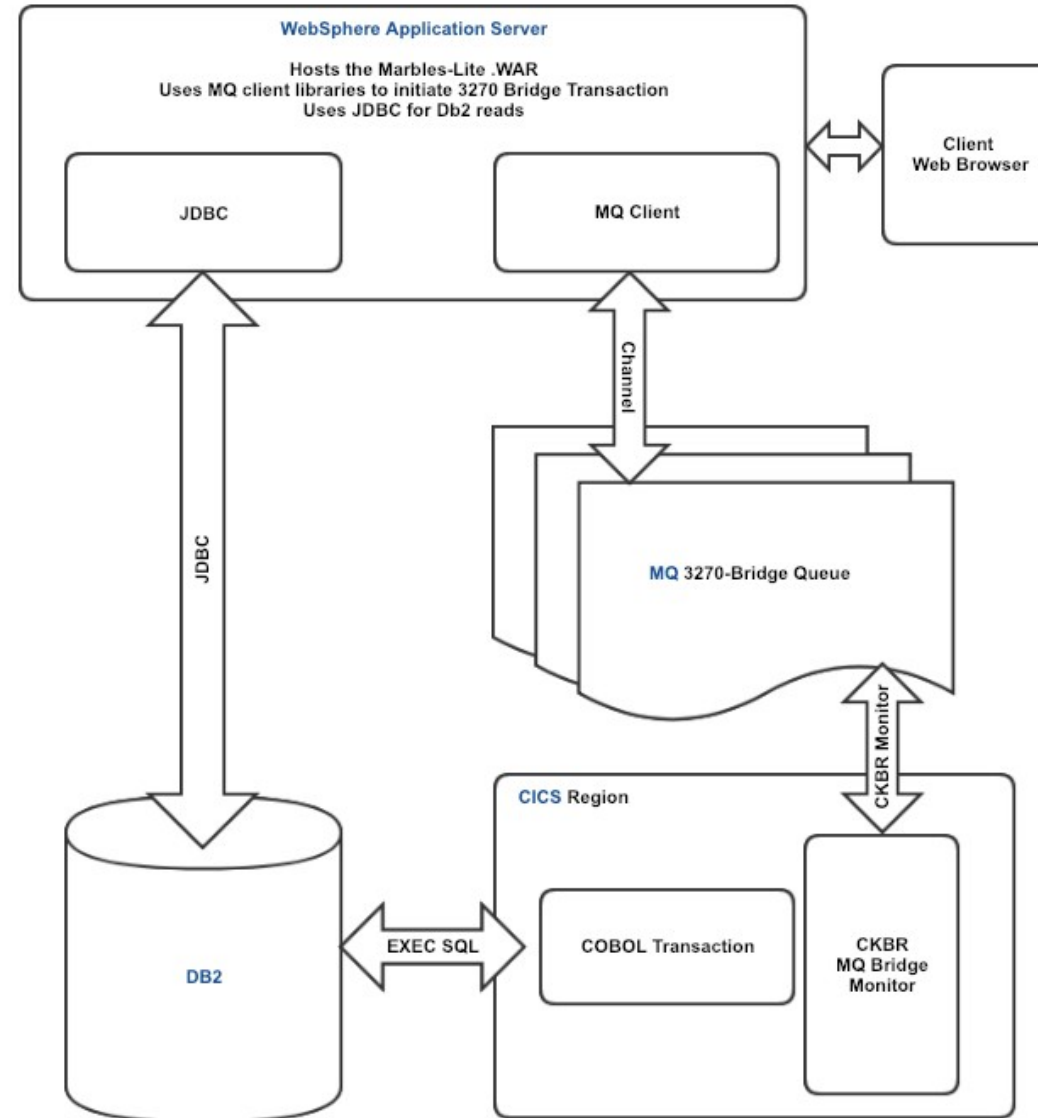 WebSphere Application Server
Hosts the Marbles-Lite .WAR
Uses MQ client libraries to initiate 3270 Bridge Transaction
Uses JDBC for Db2 reads
JDBC
MQ Client
Client
Web Browser
Channel
JDBC
MQ 3270-Bridge Queue
CKBR Monitor
CICS Region
EXEC SQL
COBOL Transaction
CKBR
MQ Bridge
Monitor
DB2